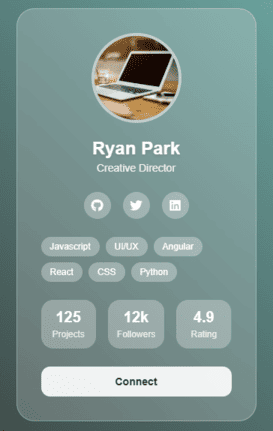 Ryan Park
Creative Director
Javascript UI/UX Angular
React CSS Python
125 12k 4.9
Projects Followers Rating
Connect